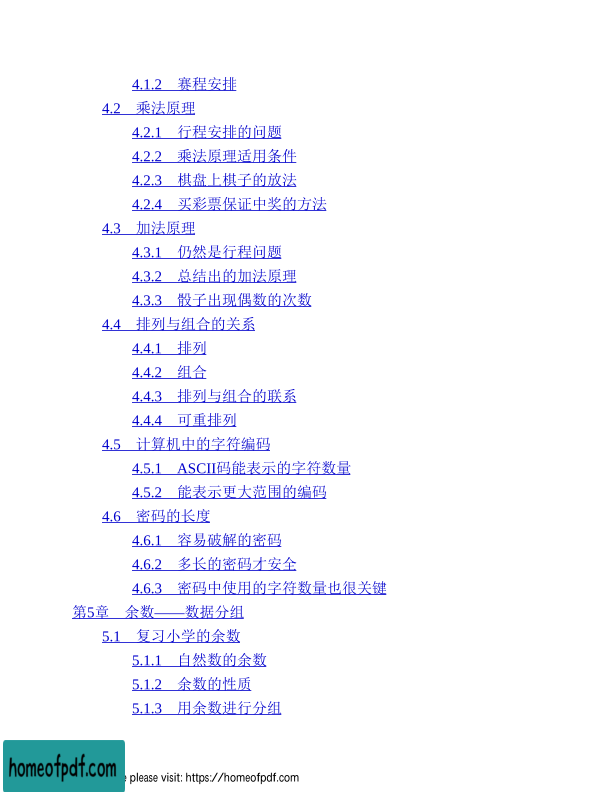 4.1.2 赛程安排
4.2 乘法原理
4.2.1 行程安排的问题
4.2.2 乘法原理适用条件
4.2.3 棋盘上棋子的放法
4.2.4 买彩票保证中奖的方法
4.3 加法原理
4.3.1 仍然是行程问题
4.3.2 总结出的加法原理
4.3.3 骰子出现偶数的次数
4.4 排列与组合的关系
4.4.1 排列
4.4.2 组合
4.4.3 排列与组合的联系
4.4.4 可重排列
4.5 计算机中的字符编码
4.5.1 ASCII码能表示的字符数量
4.5.2 能表示更大范围的编码
4.6 密码的长度
4.6.1 容易破解的密码
4.6.2 多长的密码才安全
4.6.3 密码中使用的字符数量也很关键
第5章 余数——数据分组
5.1 复习小学的余数
5.1.1 自然数的余数
5.1.2 余数的性质
5.1.3 用余数进行分组
homeofpdf.com
please visit: https://homeofpdf.com